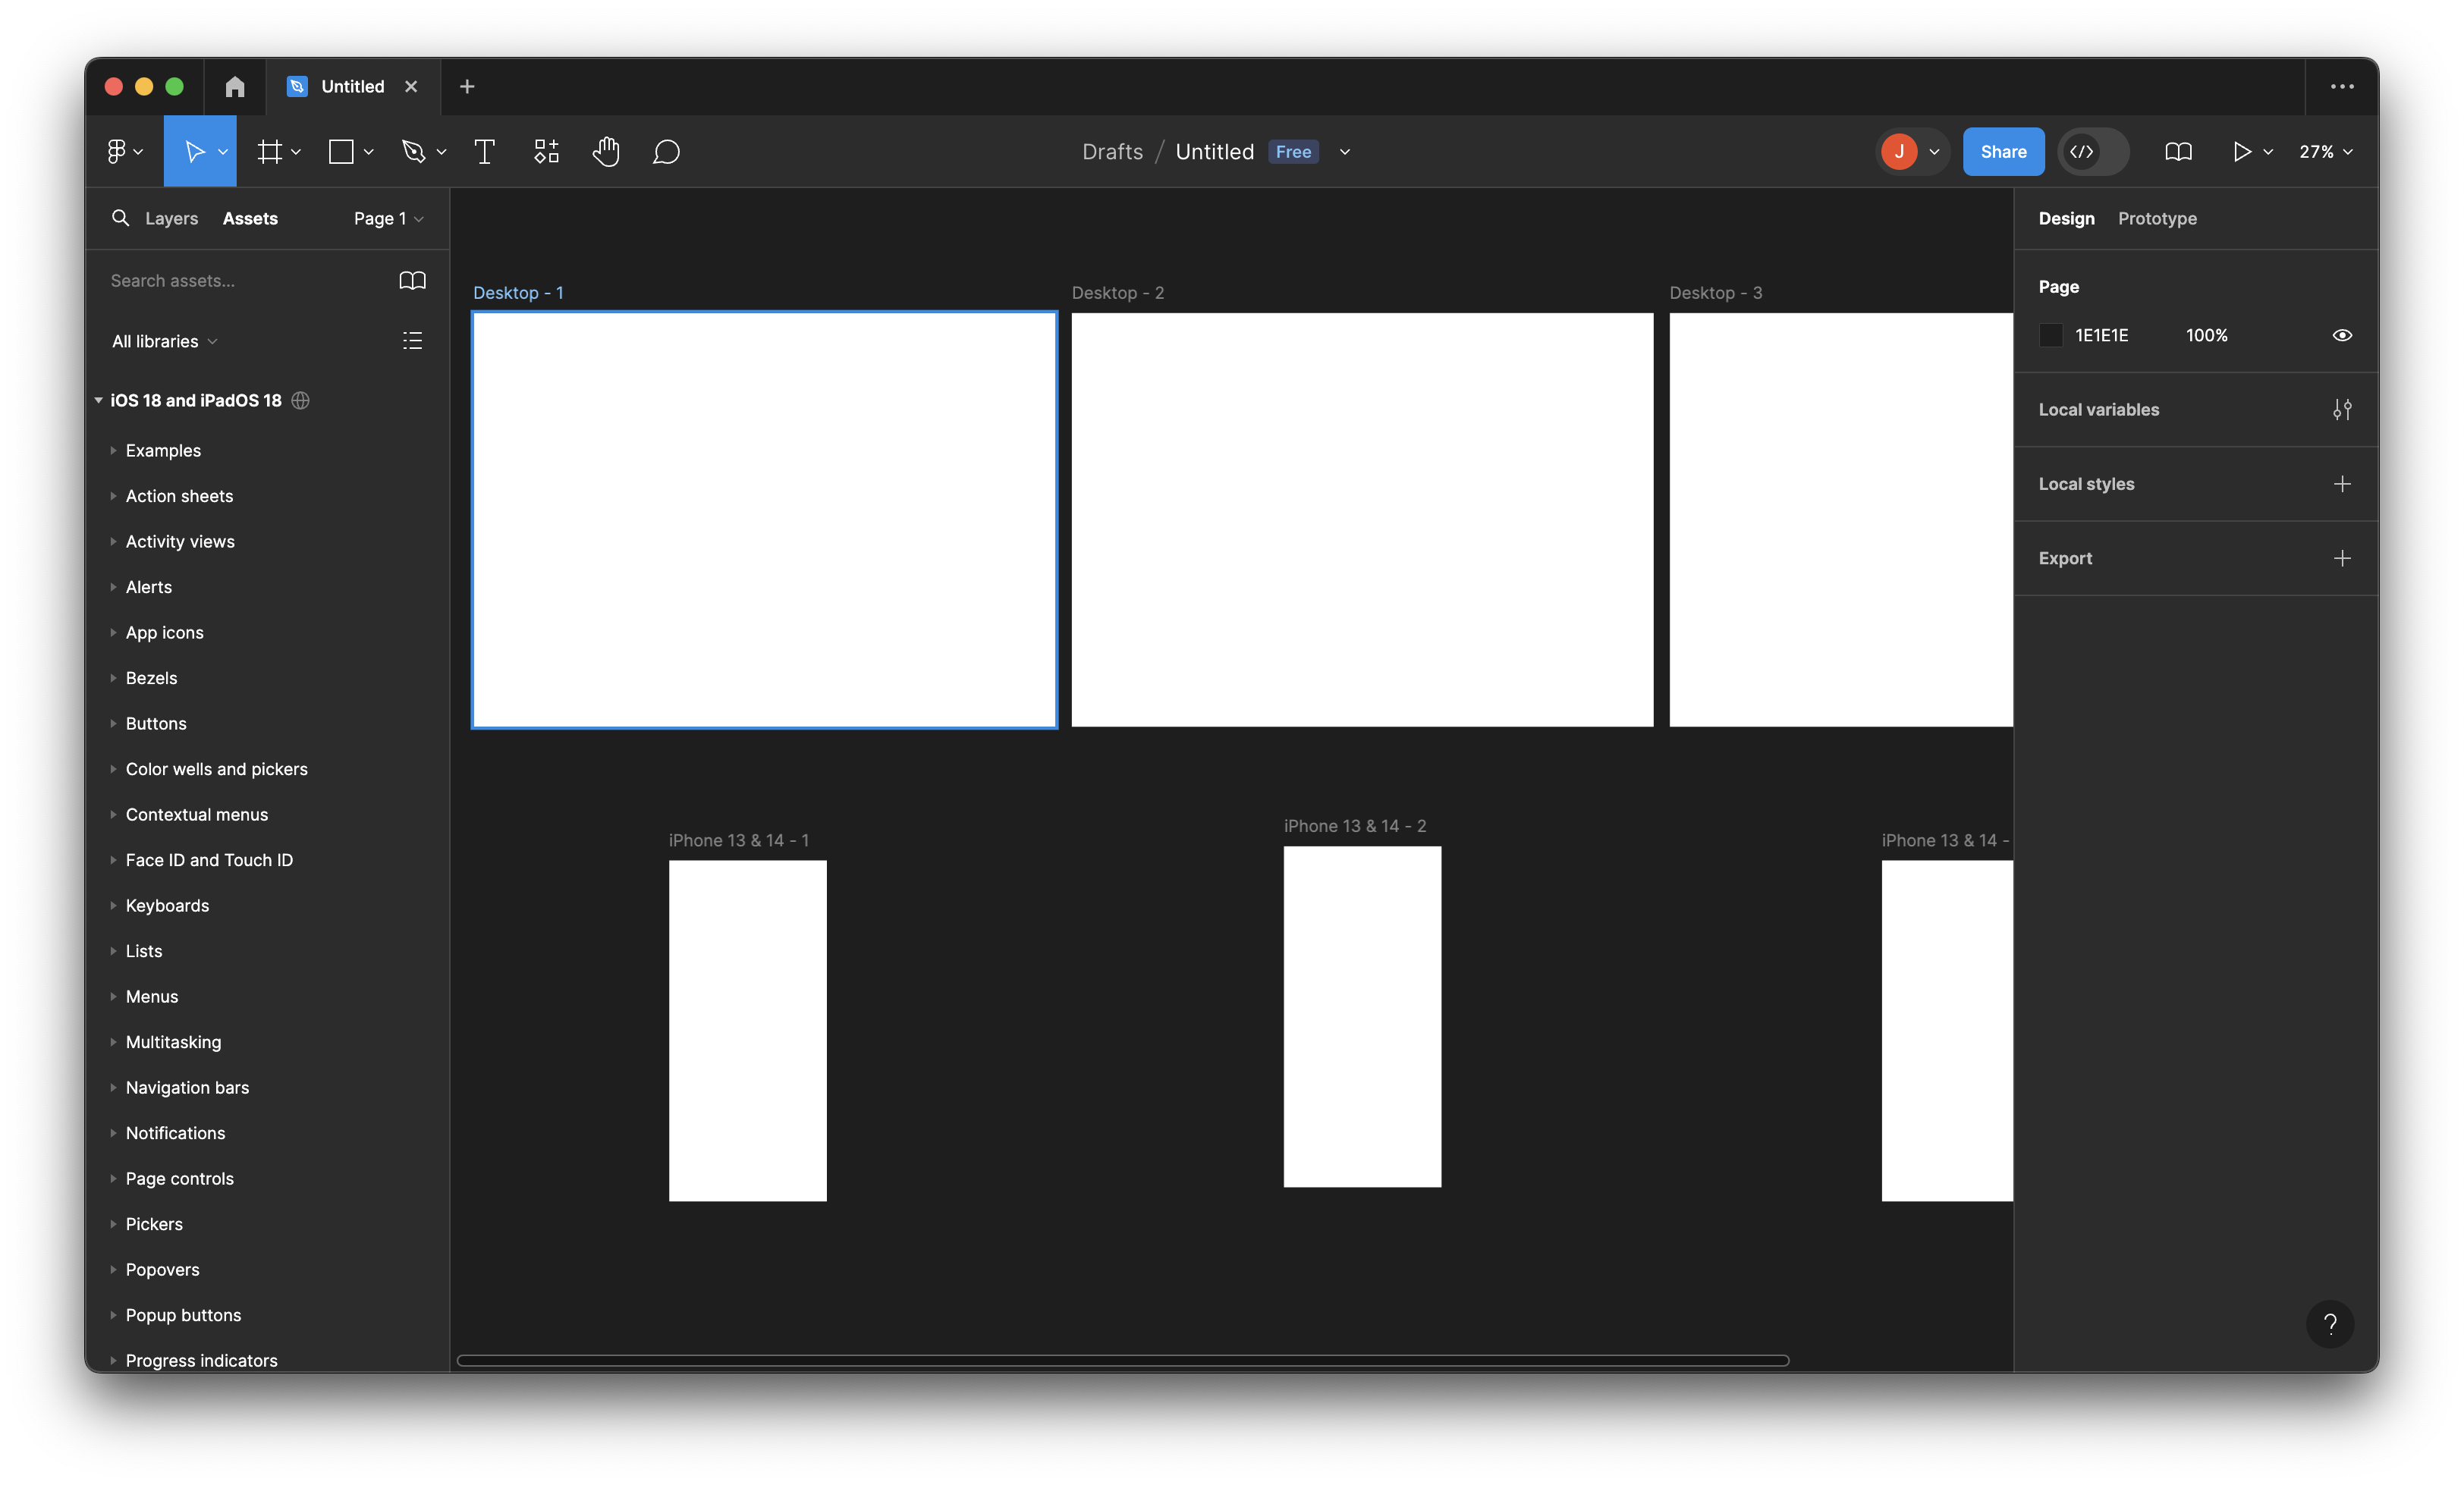 Untitled
Drafts / Untitled Free
J
Share
27%
Layers Assets Page 1
Search assets...
All libraries
iOS 18 and iPadOS 18
Examples
Action sheets
Activity views
Alerts
App icons
Bezels
Buttons
Color wells and pickers
Contextual menus
Face ID and Touch ID
Keyboards
Lists
Menus
Multitasking
Navigation bars
Notifications
Page controls
Pickers
Popovers
Popup buttons
Progress indicators
Desktop - 1
Desktop - 2
Desktop - 3
iPhone 13 & 14 - 1
iPhone 13 & 14 - 2
iPhone 13 & 14 -
Design Prototype
Page
1E1E1E 100%
Local variables
Local styles
Export
?